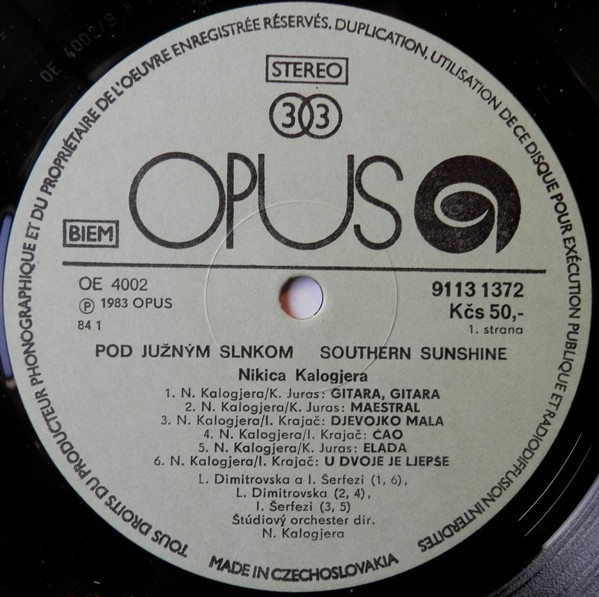 OE 4002/9
TOUS DROITS DU PRODUCTEUR PHONOGRAPHIQUE ET DU PROPRIÉTAIRE DE L'OEUVRE ENREGISTRÉE RÉSERVÉS. DUPLICATION, UTILISATION DE CE DISQUE POUR EXÉCUTION PUBLIQUE ET RADIODIFFUSION INTERDITES
STEREO
33
OPUS
BIEM
OE 4002
9113 1372
Ⓟ 1983 OPUS
Kčs 50,-
84 1
1. strana
POD JUŽNÝM SLNKOM SOUTHERN SUNSHINE
Nikica Kalogjera
1. N. Kalogjera/K. Juras: GITARA, GITARA
2. N. Kalogjera/K. Juras: MAESTRAL
3. N. Kalogjera/I. Krajač: DJEVOJKO MALA
4. N. Kalogjera/I. Krajač: ĆAO
5. N. Kalogjera/K. Juras: ELADA
6. N. Kalogjera/I. Krajač: U DVOJE JE LJEPŠE
L. Dimitrovska a I. Šerfezi (1, 6),
L. Dimitrovska (2, 4),
I. Šerfezi (3, 5)
Štúdiový orchester dir.
N. Kalogjera
MADE IN CZECHOSLOVAKIA